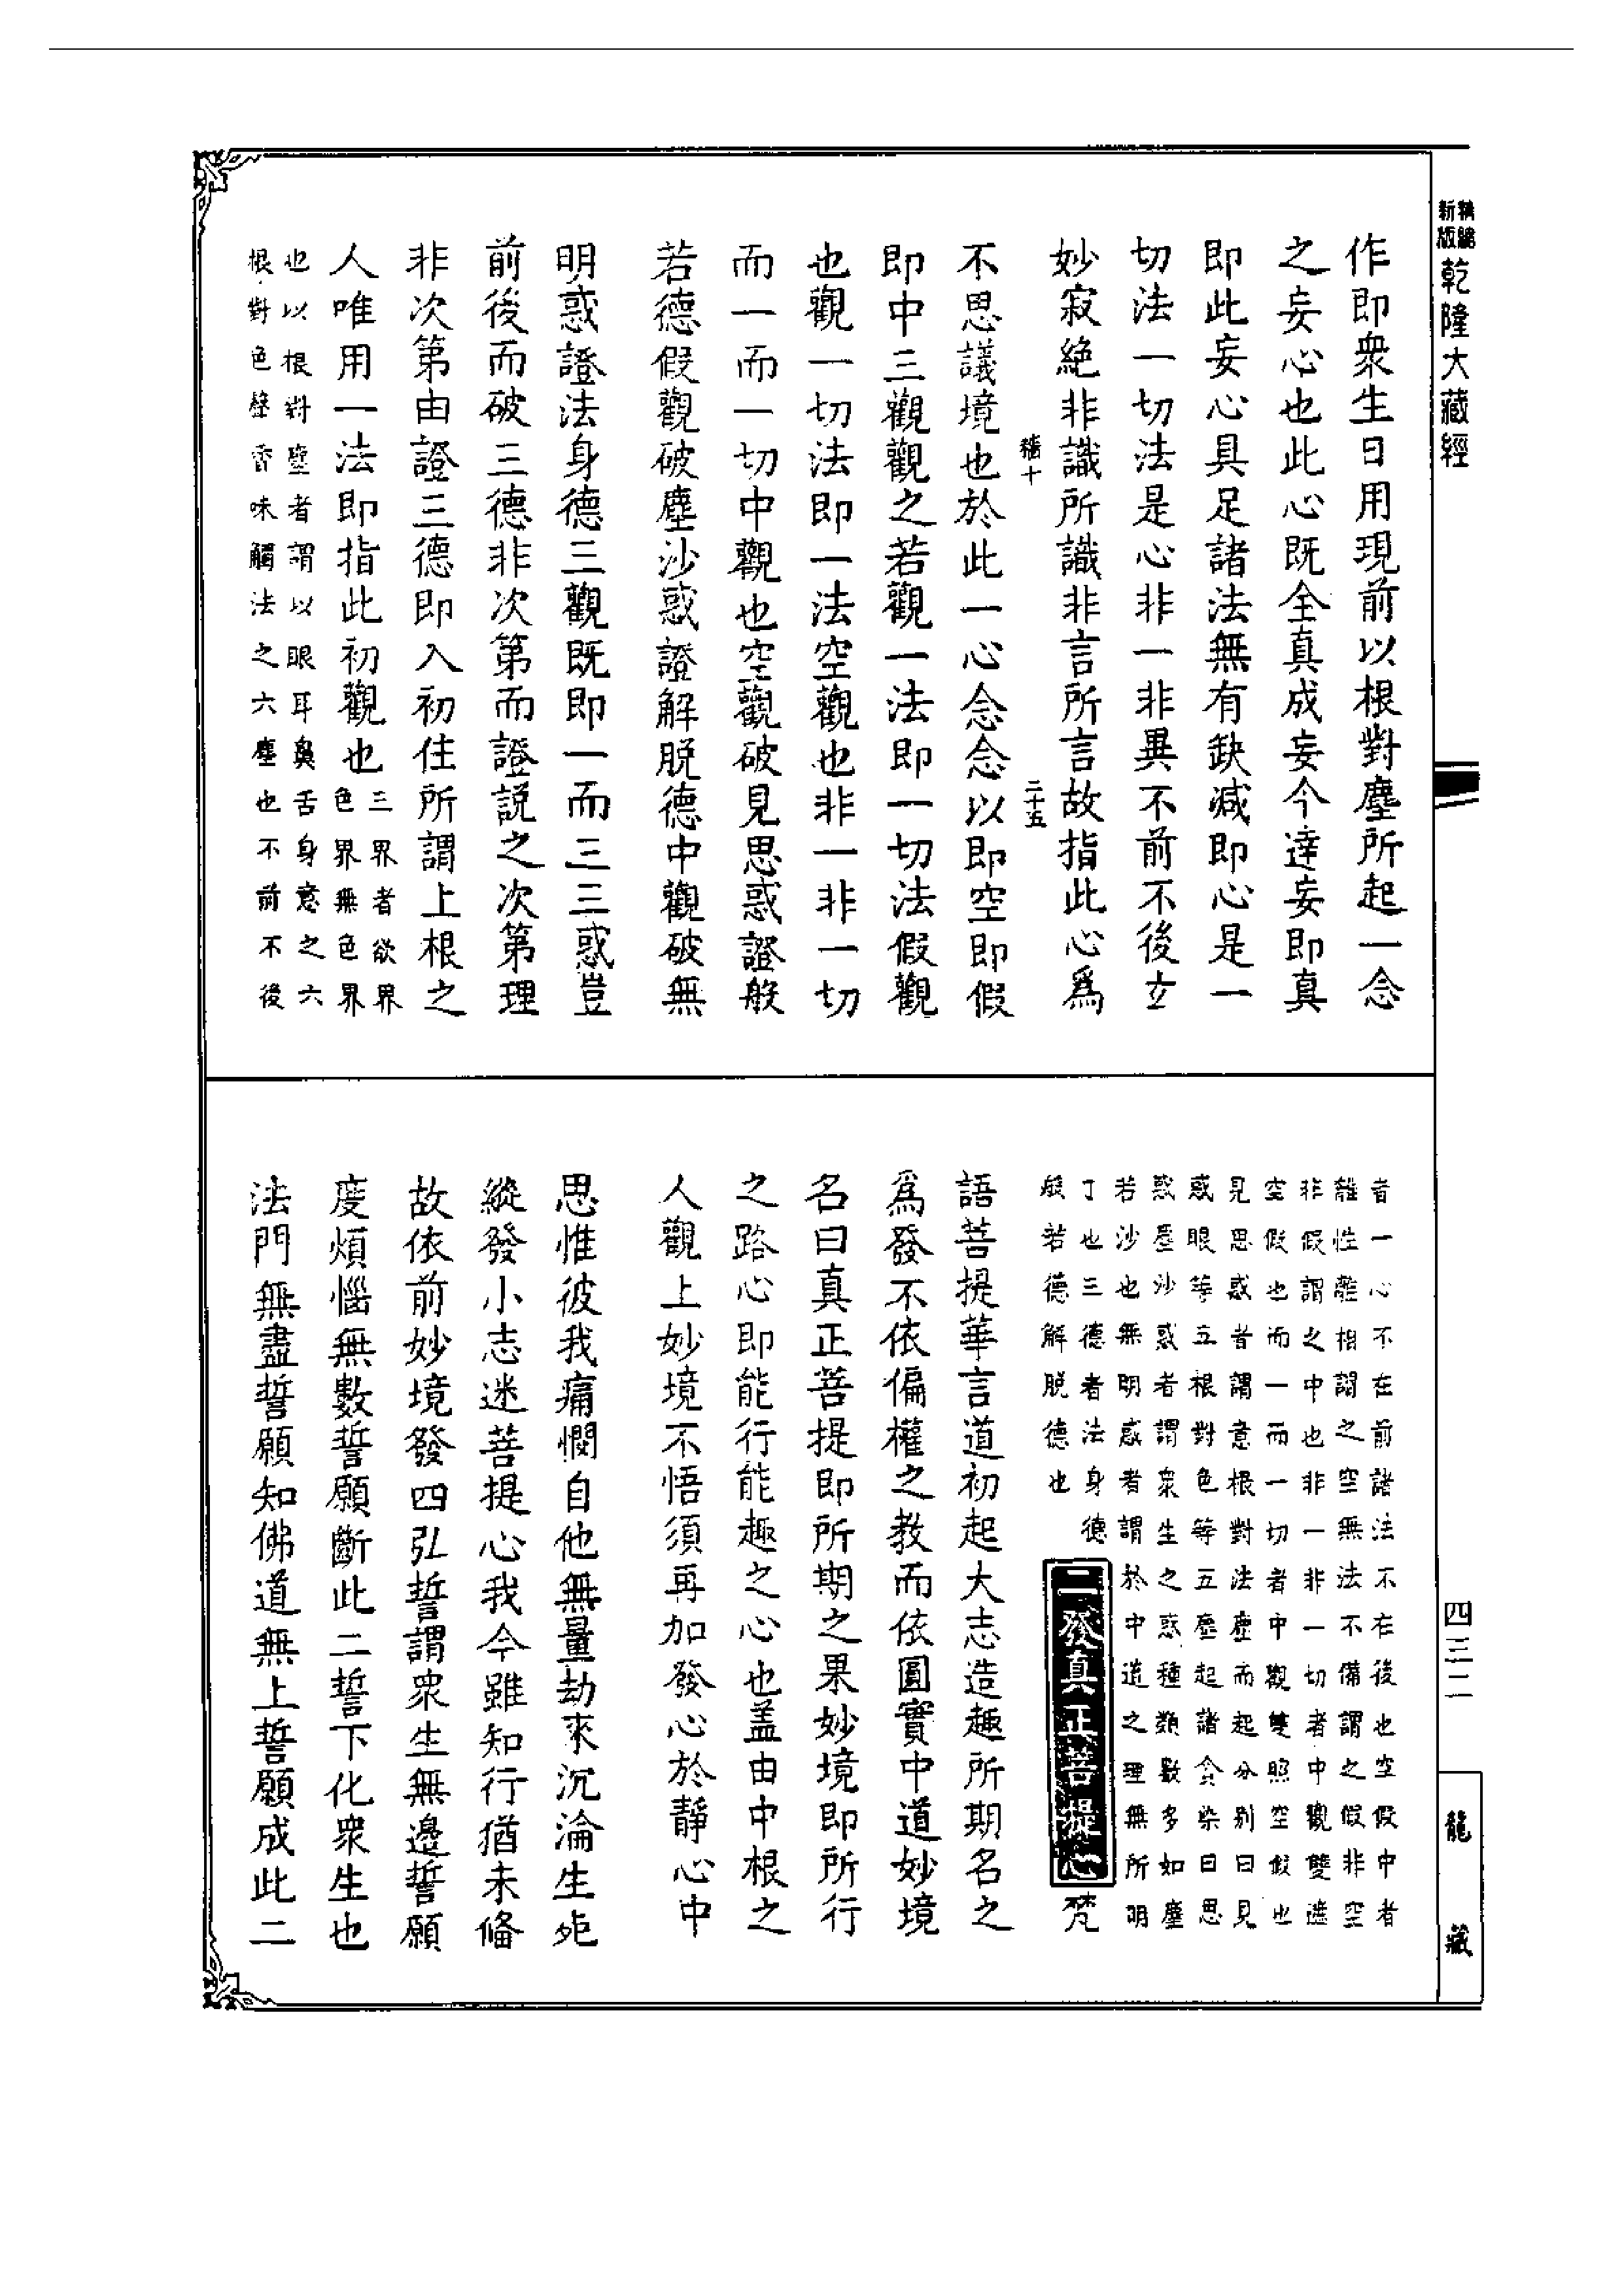 精縮新版乾隆大藏經
作即衆生日用現前以根對塵所起一念
之妄心也此心既全真成妄今達妄即真
即此妄心具足諸法無有缺減即心是一
切法一切法是心非一非異不前不後玄
妙寂絶非識所識非言所言故指此心爲
二十五
不思議境也於此一心念念以即空即假
即中三觀觀之若觀一法即一切法假觀
也觀一切法即一法空觀也非一非一切
而一而一切中觀也空觀破見思惑證般
若德假觀破塵沙惑證解脱德中觀破無
明惑證法身德三觀既即一而三三惑豈
前後而破三德非次第而證説之次第理
非次第由證三德即入初住所謂上根之
人唯用一法即指此初觀也三界者欲界
色界無色界
也以根對塵者謂以眼耳鼻舌身意之六
根對色聲香味觸法之六塵也不前不後
者一心不在前諸法不在後也空假中者
離性離相謂之空無法不備謂之假非空
非假謂之中也非一非一切者中觀雙遮
空假也而一而一切者中觀雙照空假也
見思惑者謂意根對法塵而起分别曰見
惑眼等五根對色等五塵起諸貪染曰思
惑塵沙惑者謂衆生之惑種類數多如塵
若沙也無明惑者謂於中道之理無所明
了也三德者法身德
般若德解脱德也
二發真正菩提心梵
語菩提華言道初起大志造趣所期名之
爲發不依偏權之教而依圓實中道妙境
名曰真正菩提即所期之果妙境即所行
之路心即能行能趣之心也盖由中根之
人觀上妙境不悟須再加發心於靜心中
思惟彼我痛憫自他無量劫來沉淪生死
縱發小志迷菩提心我今雖知行猶未備
故依前妙境發四弘誓謂衆生無邊誓願
度煩惱無數誓願斷此二誓下化衆生也
法門無盡誓願知佛道無上誓願成此二
四三二
龍藏